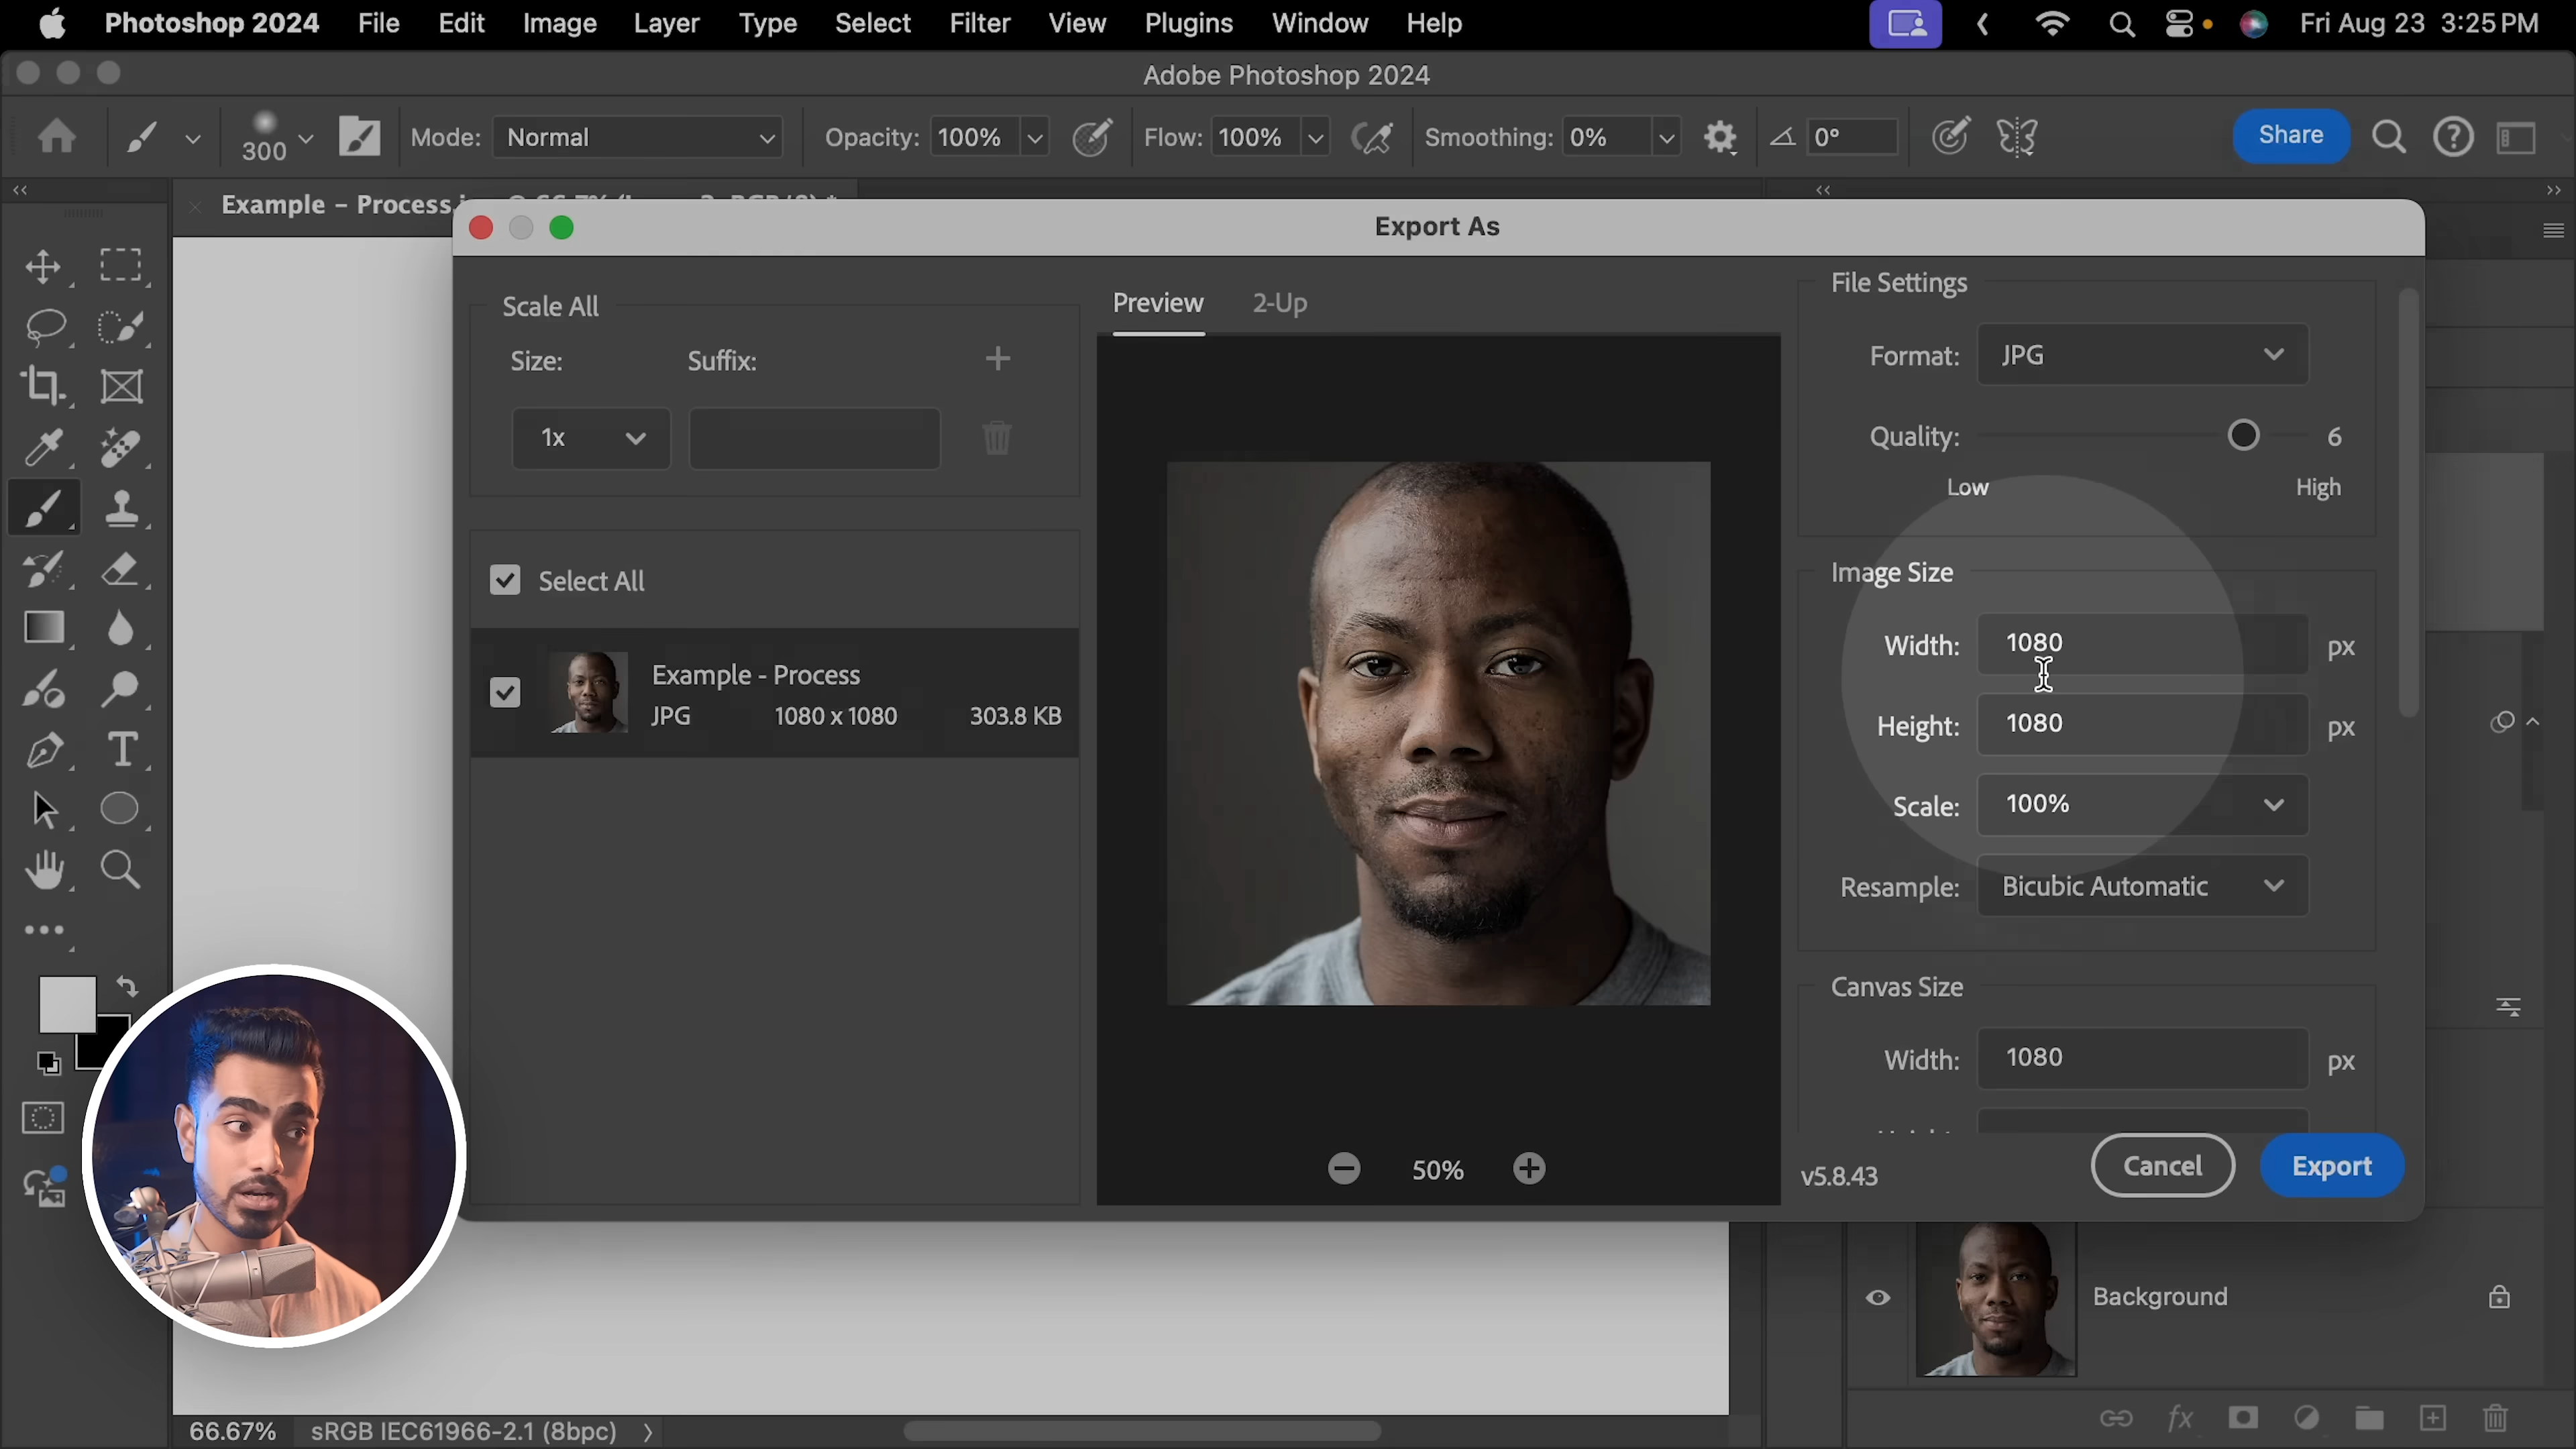 Photoshop 2024 File Edit Image Layer Type Select Filter View Plugins Window Help Fri Aug 23 3:25 PM
Adobe Photoshop 2024
300 Mode: Normal Opacity: 100% Flow: 100% Smoothing: 0% 0° Share
Example – Process
Export As
Scale All
Size: Suffix:
1x
Select All
Example - Process
JPG 1080 x 1080 303.8 KB
Preview 2-Up
50%
File Settings
Format: JPG
Quality: 6
Low High
Image Size
Width: 1080 px
Height: 1080 px
Scale: 100%
Resample: Bicubic Automatic
Canvas Size
Width: 1080 px
v5.8.43 Cancel Export
Background
fx
66.67% sRGB IEC61966-2.1 (8bpc)